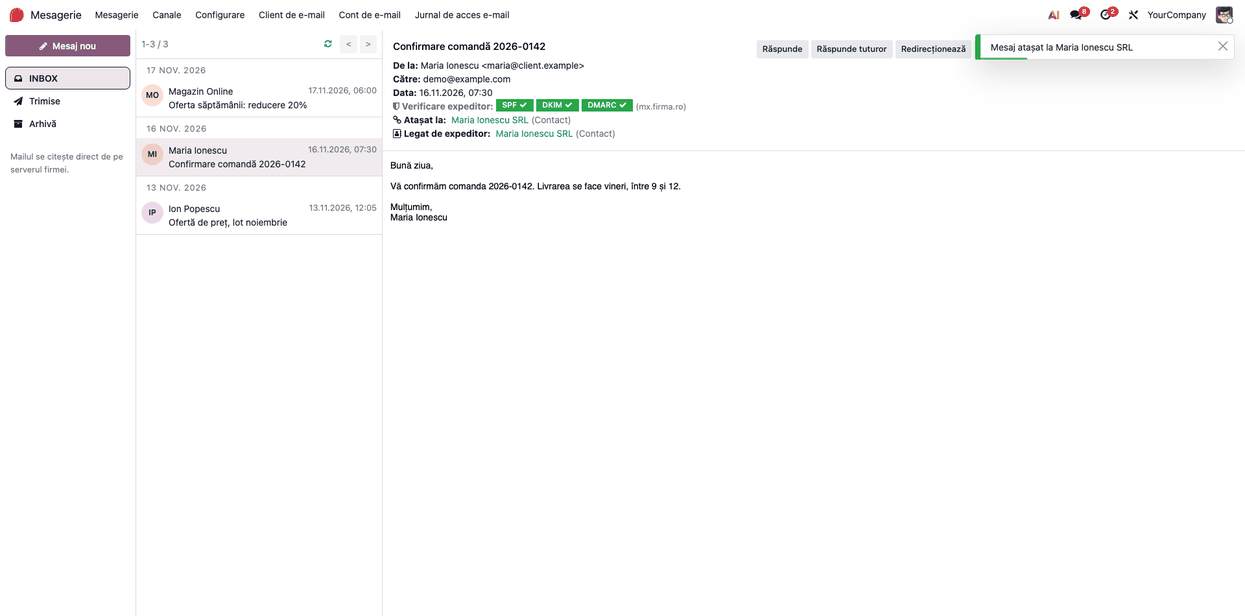 Mesagerie Mesagerie Canale Configurare Client de e-mail Cont de e-mail Jurnal de acces e-mail AI 8 2 YourCompany
Mesaj nou
INBOX
Trimise
Arhivă
Mailul se citește direct de pe
serverul firmei.
1-3 / 3 < >
17 NOV. 2026
MO Magazin Online 17.11.2026, 06:00
Oferta săptămânii: reducere 20%
16 NOV. 2026
MI Maria Ionescu 16.11.2026, 07:30
Confirmare comandă 2026-0142
13 NOV. 2026
IP Ion Popescu 13.11.2026, 12:05
Ofertă de preț, lot noiembrie
Confirmare comandă 2026-0142
Răspunde Răspunde tuturor Redirecționează
Mesaj atașat la Maria Ionescu SRL
De la: Maria Ionescu <maria@client.example>
Către: demo@example.com
Data: 16.11.2026, 07:30
Verificare expeditor: SPF ✓ DKIM ✓ DMARC ✓ (mx.firma.ro)
Atașat la: Maria Ionescu SRL (Contact)
Legat de expeditor: Maria Ionescu SRL (Contact)
Bună ziua,
Vă confirmăm comanda 2026-0142. Livrarea se face vineri, între 9 și 12.
Mulțumim,
Maria Ionescu